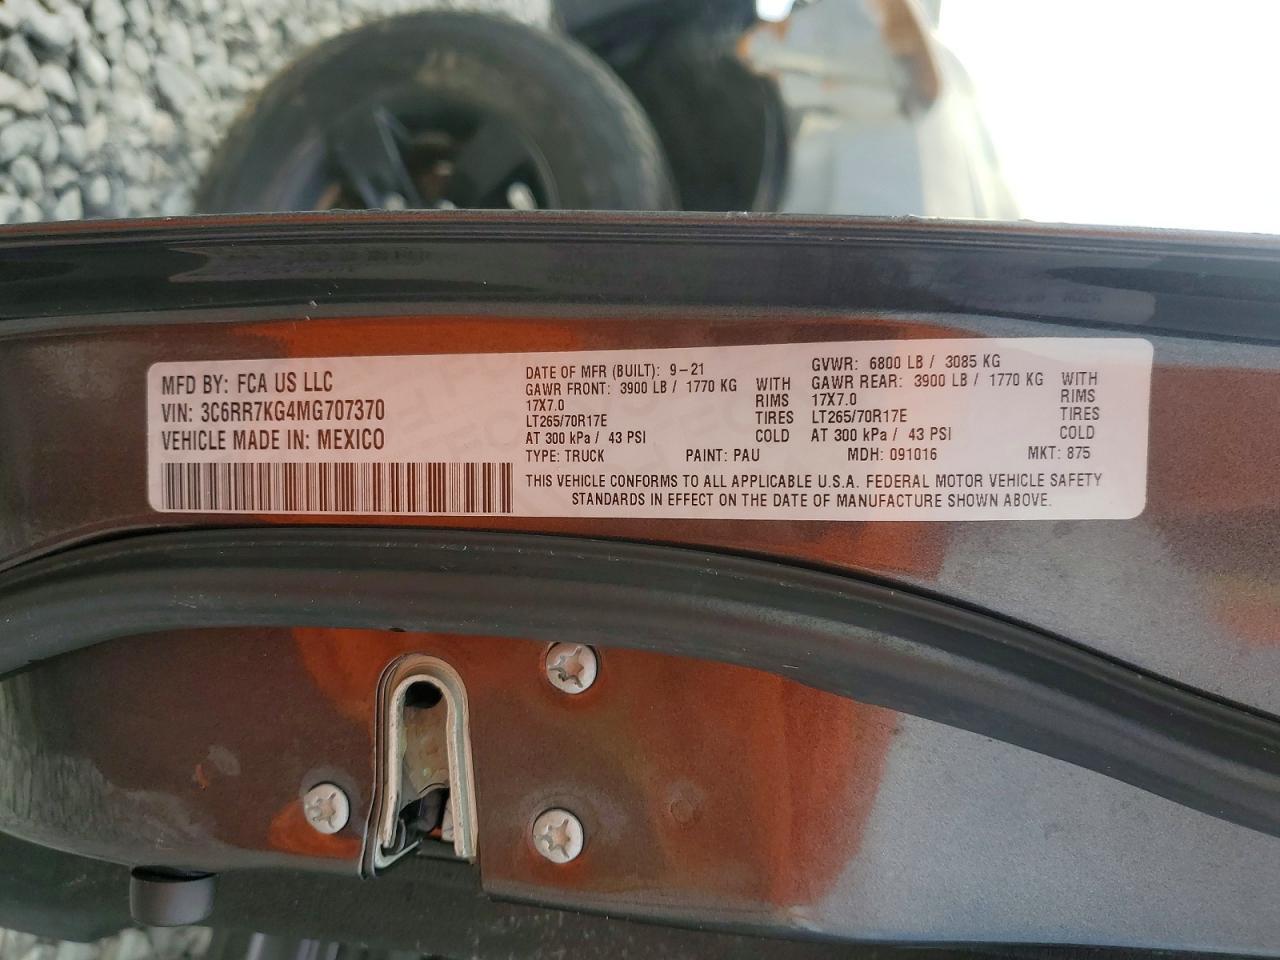 MFD BY: FCA US LLC
VIN: 3C6RR7KG4MG707370
VEHICLE MADE IN: MEXICO
DATE OF MFR (BUILT): 9-21 GVWR: 6800 LB / 3085 KG
GAWR FRONT: 3900 LB / 1770 KG WITH GAWR REAR: 3900 LB / 1770 KG WITH
17X7.0 RIMS 17X7.0 RIMS
LT265/70R17E TIRES LT265/70R17E TIRES
AT 300 kPa / 43 PSI COLD AT 300 kPa / 43 PSI COLD
TYPE: TRUCK PAINT: PAU MDH: 091016 MKT: 875
THIS VEHICLE CONFORMS TO ALL APPLICABLE U.S.A. FEDERAL MOTOR VEHICLE SAFETY
STANDARDS IN EFFECT ON THE DATE OF MANUFACTURE SHOWN ABOVE.